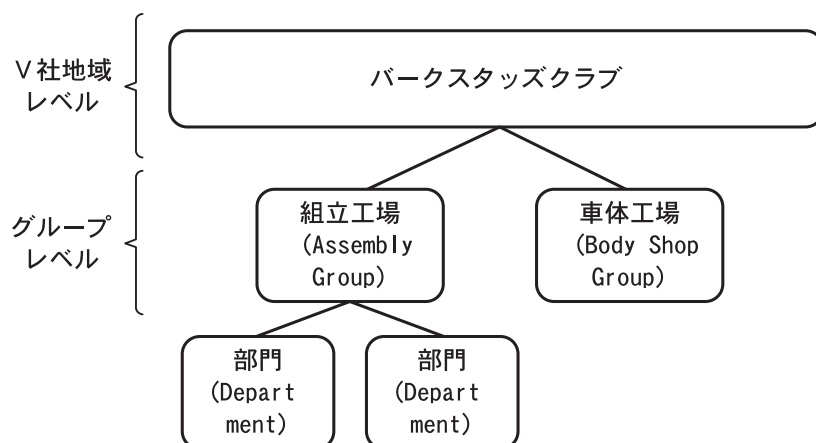 V社地域
レベル
バークスタッズクラブ
グループ
レベル
組立工場
(Assembly
Group)
車体工場
(Body Shop
Group)
部門
(Depart
ment)
部門
(Depart
ment)